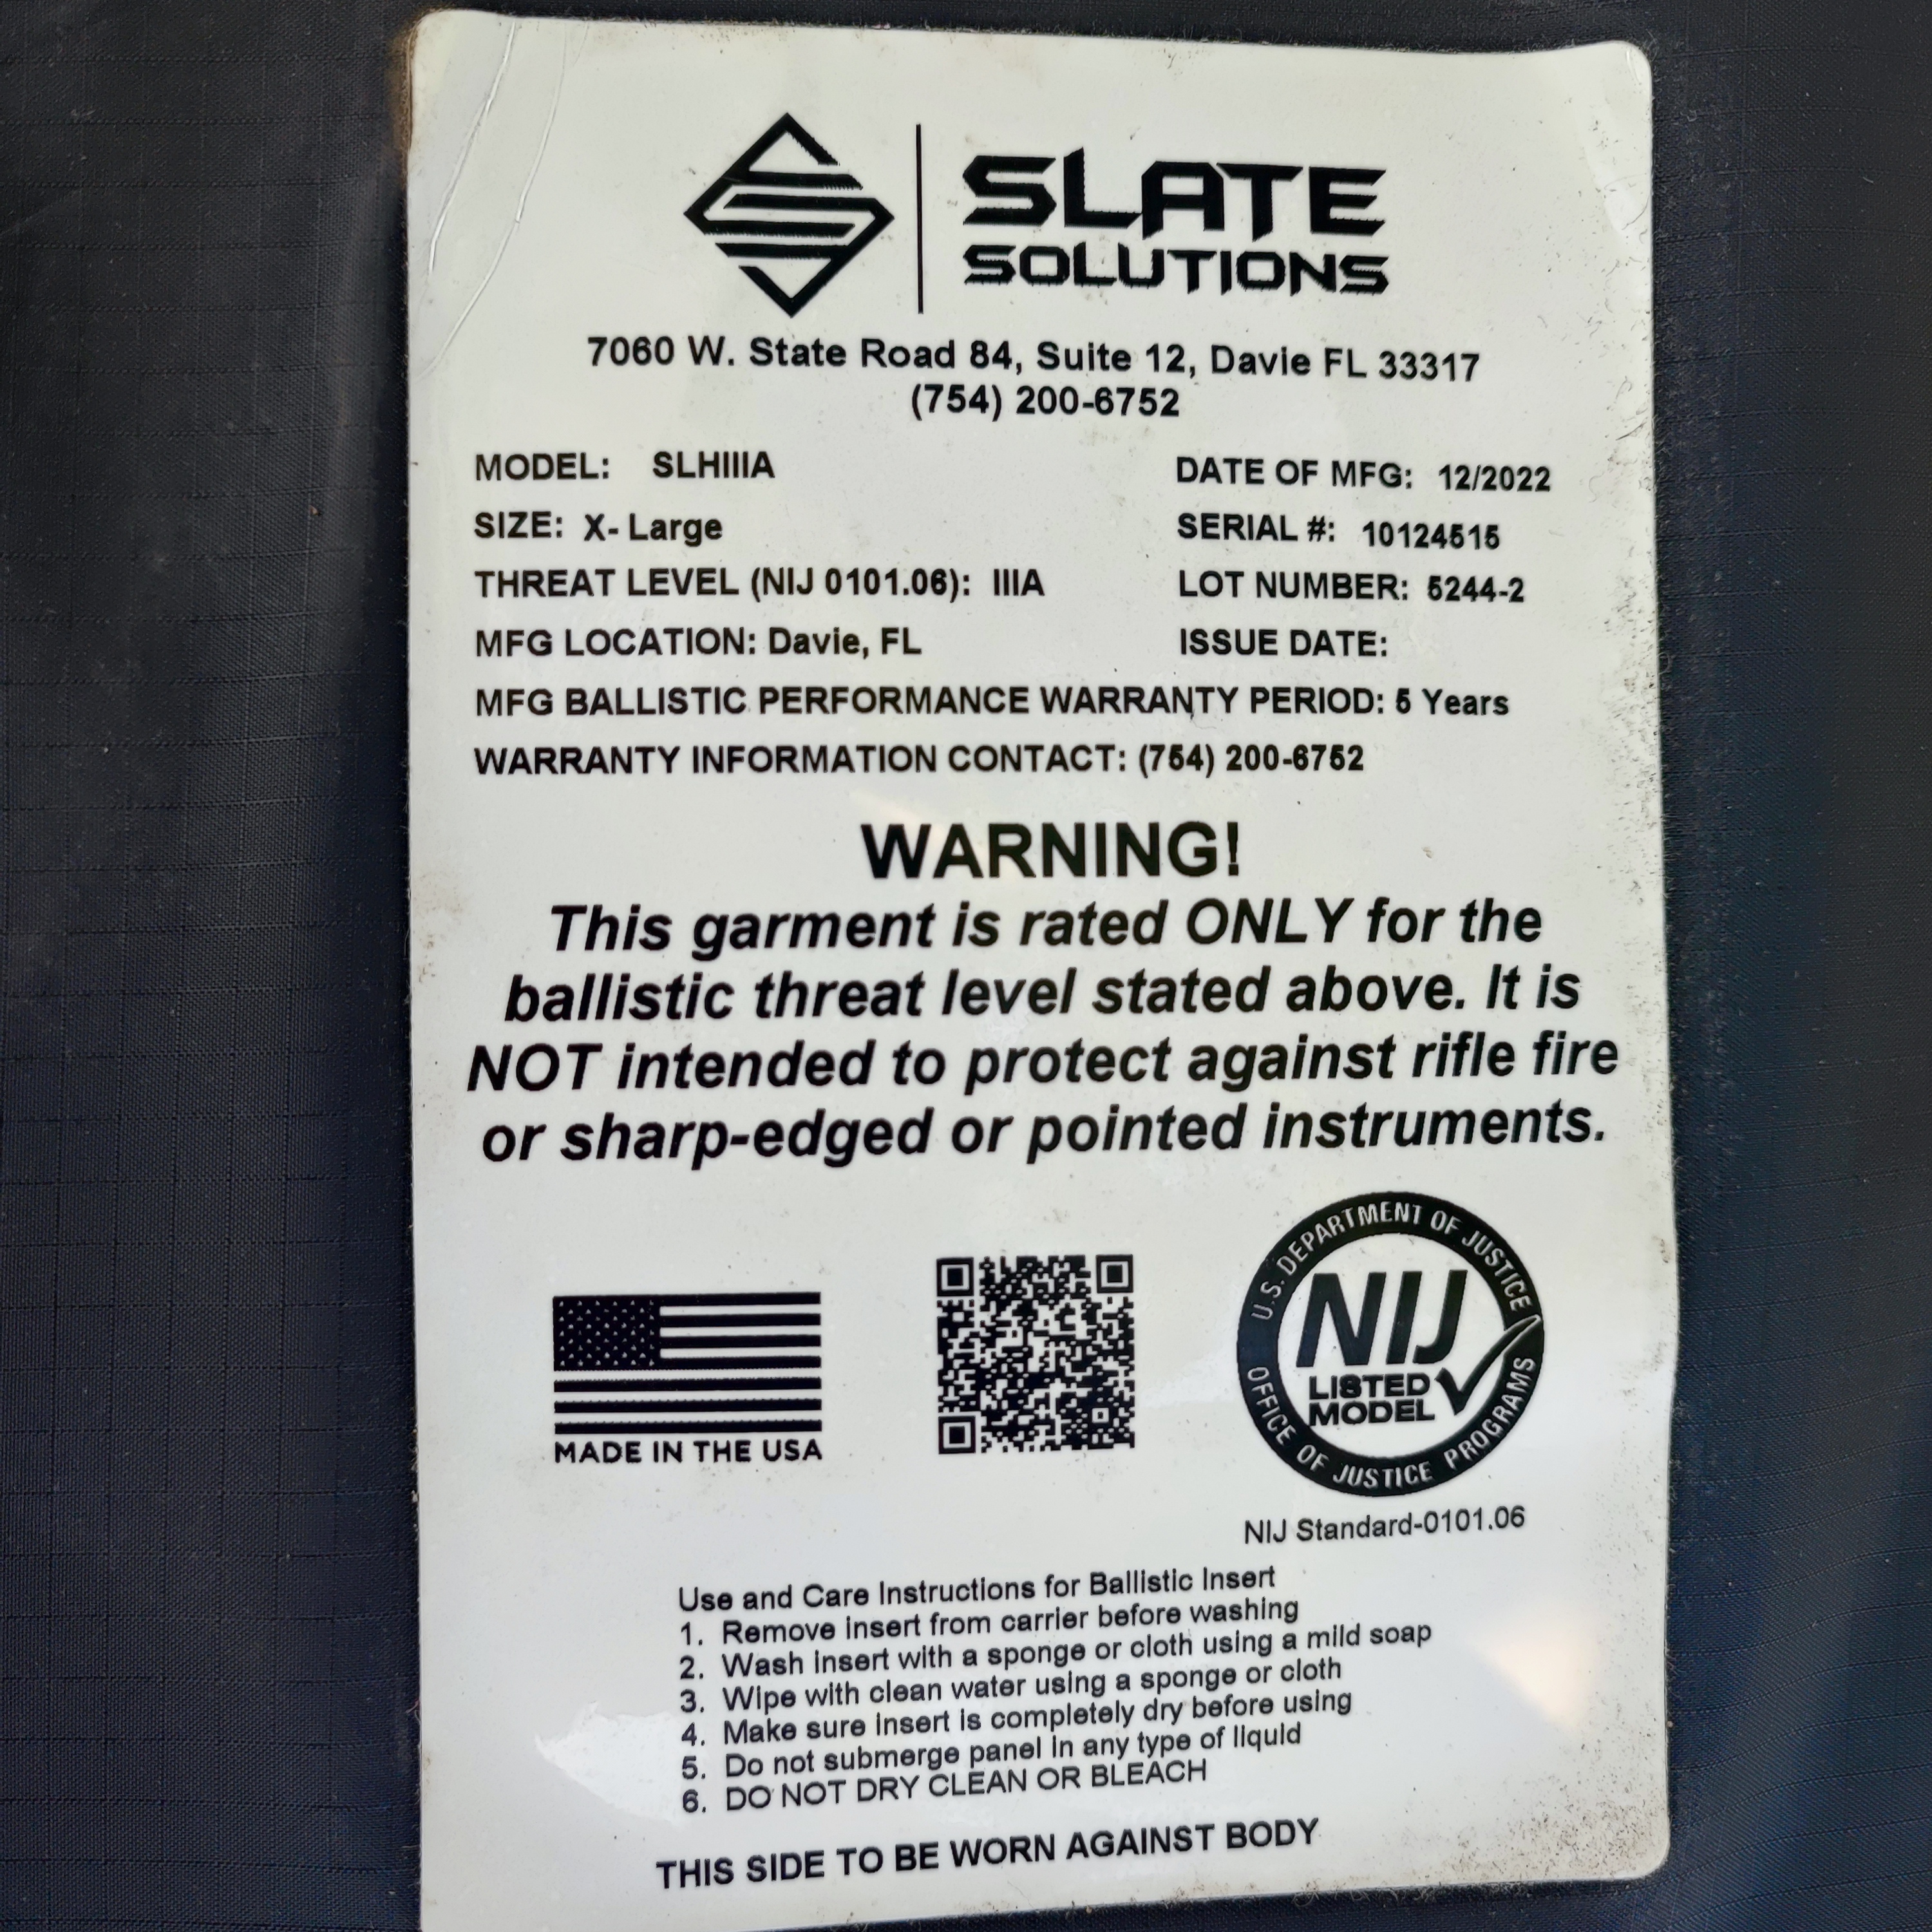 SLATE
SOLUTIONS
7060 W. State Road 84, Suite 12, Davie FL 33317
(754) 200-6752
MODEL: SLHIIIA
DATE OF MFG: 12/2022
SIZE: X- Large
SERIAL #: 10124515
THREAT LEVEL (NIJ 0101.06): IIIA
LOT NUMBER: 5244-2
MFG LOCATION: Davie, FL
ISSUE DATE:
MFG BALLISTIC PERFORMANCE WARRANTY PERIOD: 5 Years
WARRANTY INFORMATION CONTACT: (754) 200-6752
WARNING!
This garment is rated ONLY for the
ballistic threat level stated above. It is
NOT intended to protect against rifle fire
or sharp-edged or pointed instruments.
MADE IN THE USA
U.S. DEPARTMENT OF JUSTICE
NIJ
LISTED
MODEL
OFFICE OF JUSTICE PROGRAMS
NIJ Standard-0101.06
Use and Care Instructions for Ballistic Insert
1. Remove insert from carrier before washing
2. Wash insert with a sponge or cloth using a mild soap
3. Wipe with clean water using a sponge or cloth
4. Make sure insert is completely dry before using
5. Do not submerge panel in any type of liquid
6. DO NOT DRY CLEAN OR BLEACH
THIS SIDE TO BE WORN AGAINST BODY